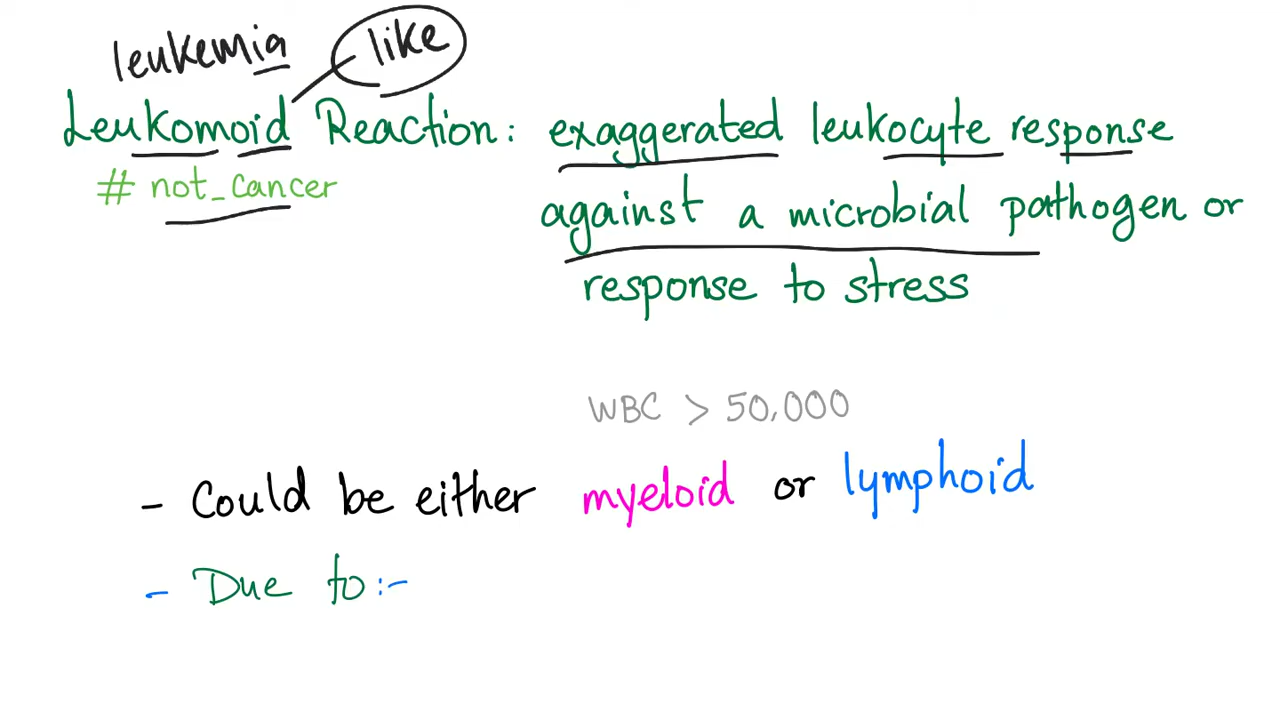 leukemia like
Leukomoid Reaction: exaggerated leukocyte response
# not_cancer
against a microbial pathogen or
response to stress
WBC > 50,000
- Could be either myeloid or lymphoid
- Due to:-